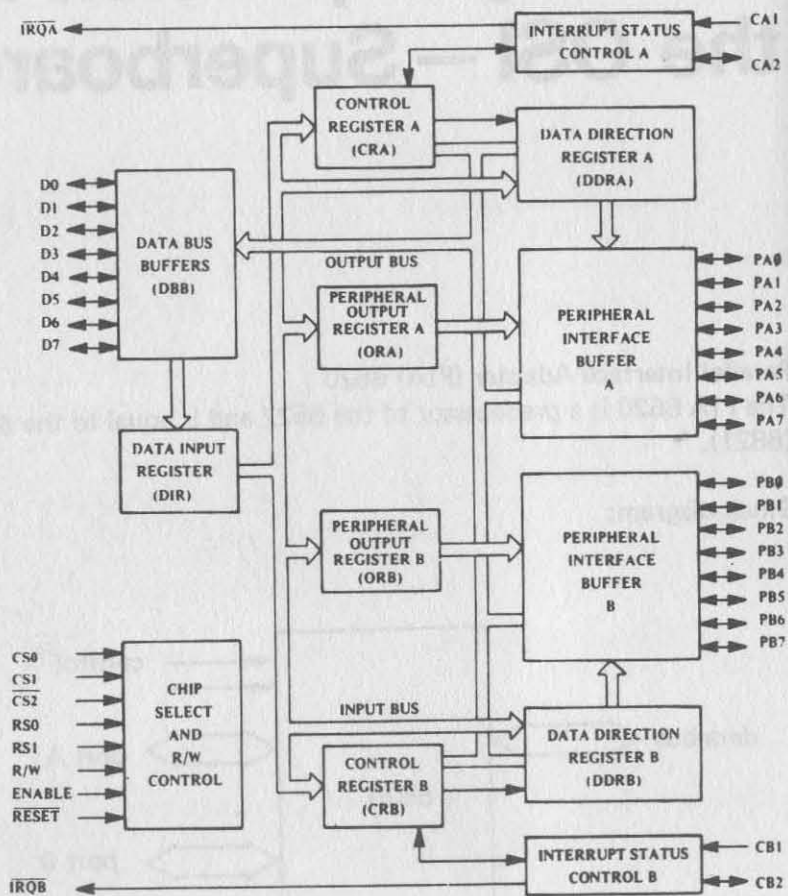 IRQA
INTERRUPT STATUS
CONTROL A
CA1
CA2
CONTROL
REGISTER A
(CRA)
DATA DIRECTION
REGISTER A
(DDRA)
D0
D1
D2
D3
D4
D5
D6
D7
DATA BUS
BUFFERS
(DBB)
OUTPUT BUS
PERIPHERAL
OUTPUT
REGISTER A
(ORA)
PERIPHERAL
INTERFACE
BUFFER
A
PA0
PA1
PA2
PA3
PA4
PA5
PA6
PA7
DATA INPUT
REGISTER
(DIR)
PERIPHERAL
OUTPUT
REGISTER B
(ORB)
PERIPHERAL
INTERFACE
BUFFER
B
PB0
PB1
PB2
PB3
PB4
PB5
PB6
PB7
CS0
CS1
CS2
RS0
RS1
R/W
ENABLE
RESET
CHIP
SELECT
AND
R/W
CONTROL
INPUT BUS
CONTROL
REGISTER B
(CRB)
DATA DIRECTION
REGISTER B
(DDRB)
IRQB
INTERRUPT STATUS
CONTROL B
CB1
CB2